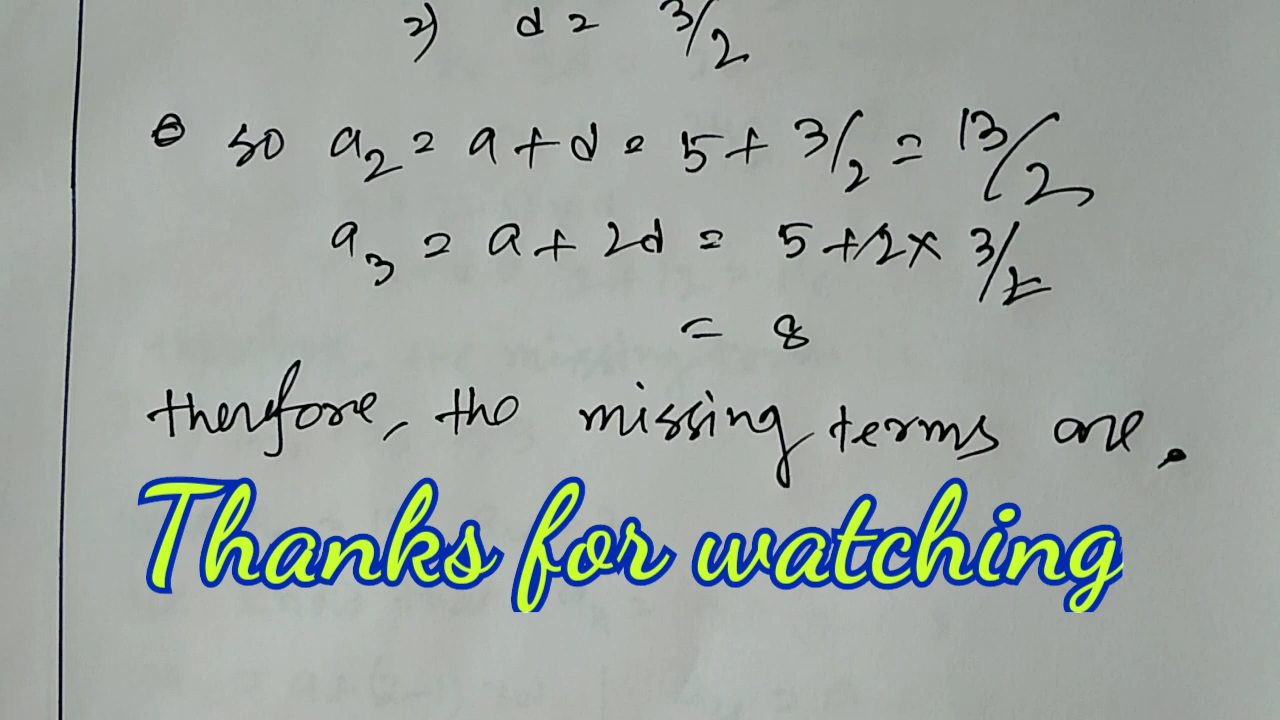 ⇒ d = 3/2
so a₂ = a + d = 5 + 3/2 = 13/2
a₃ = a + 2d = 5 + 2 × 3/2
= 8
therefore, the missing terms are.
Thanks for watching